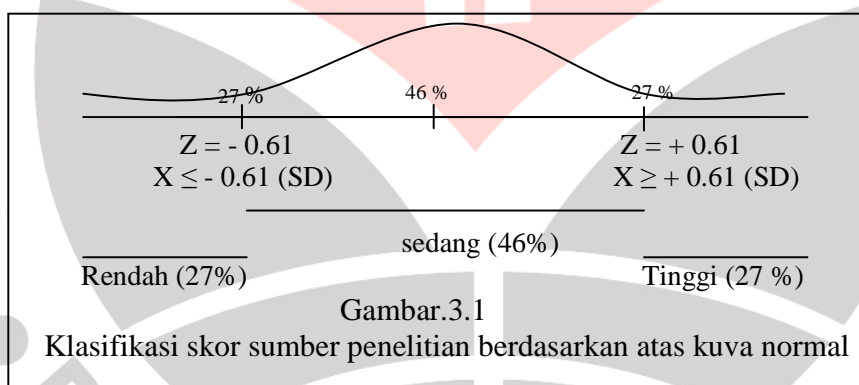 27 % 46 % 27 %
Z = - 0.61 Z = + 0.61
X ≤ - 0.61 (SD) X ≥ + 0.61 (SD)
sedang (46%)
Rendah (27%) Tinggi (27 %)
Gambar.3.1
Klasifikasi skor sumber penelitian berdasarkan atas kuva normal